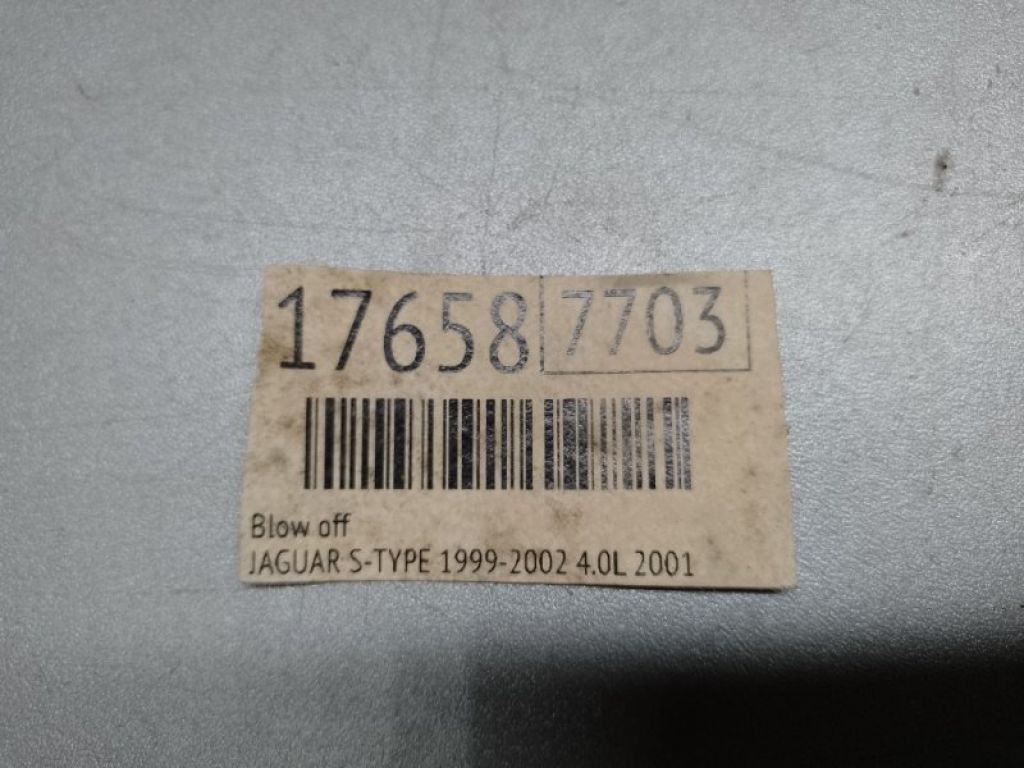 17658 7703
Blow off
JAGUAR S-TYPE 1999-2002 4.0L 2001